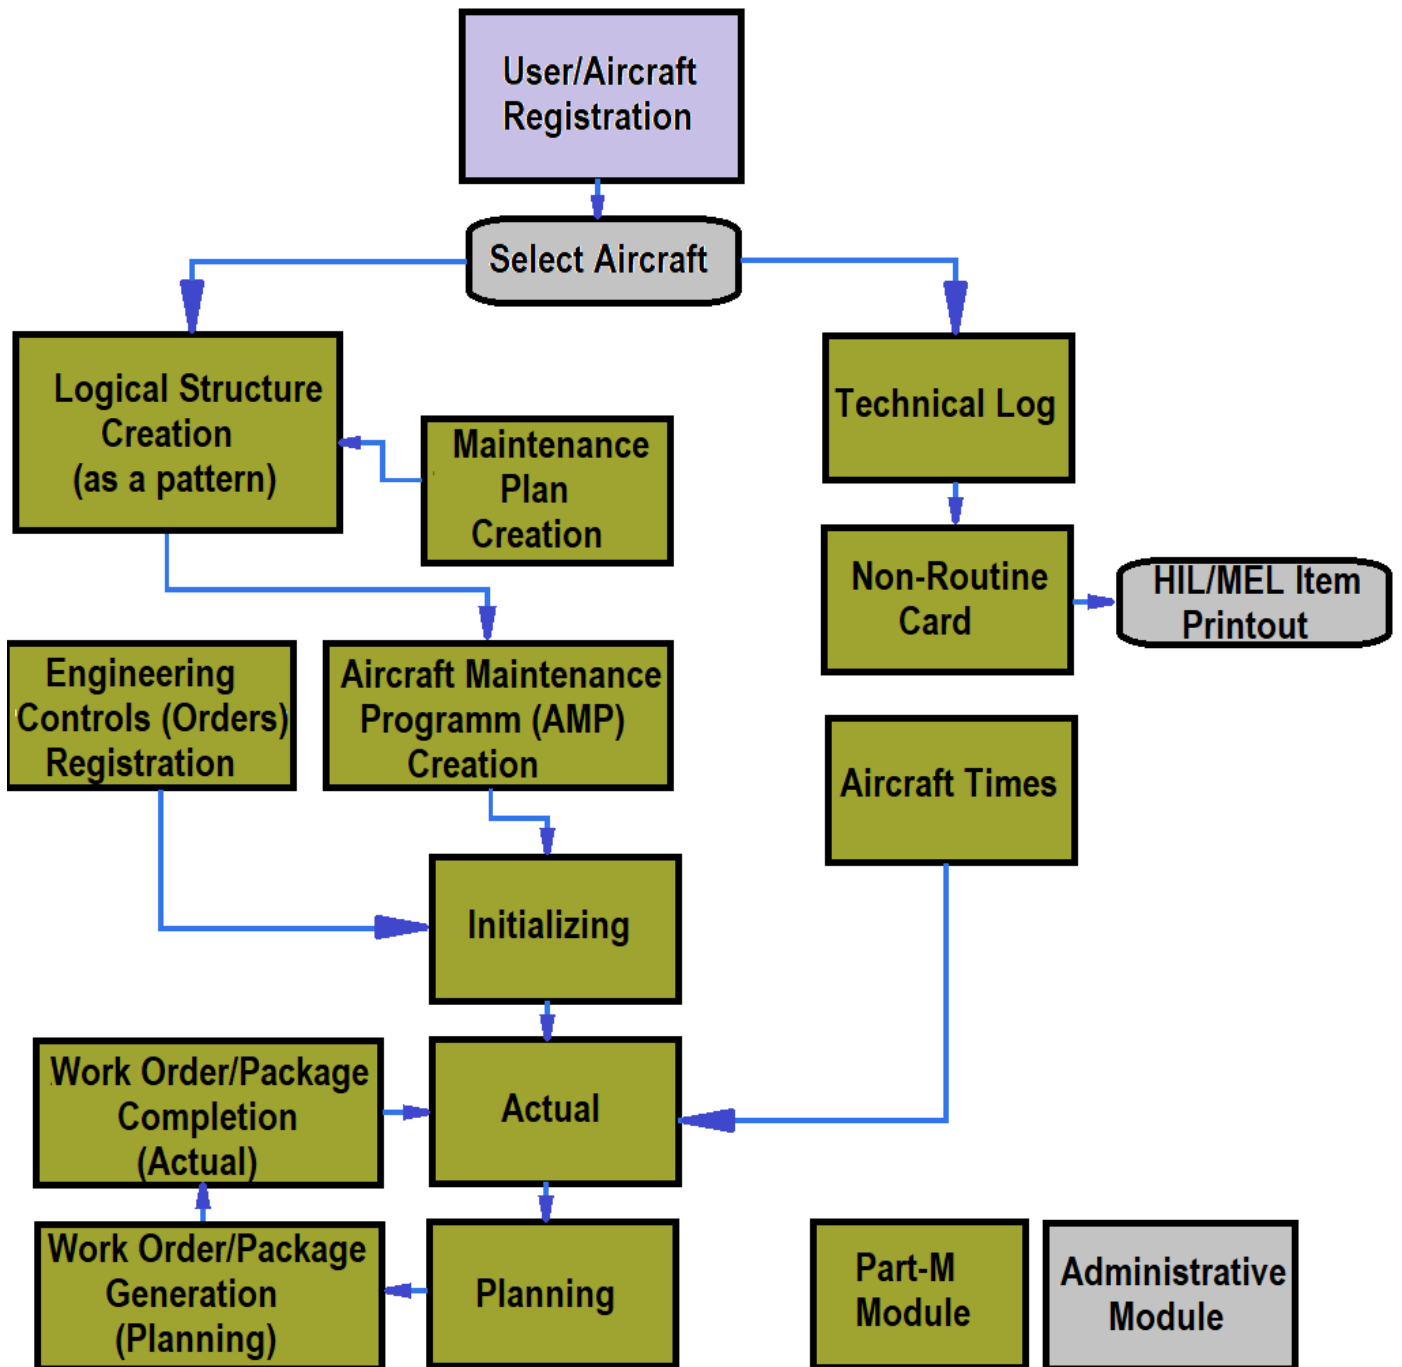 User/Aircraft
Registration
Select Aircraft
Logical Structure
Creation
(as a pattern)
Maintenance
Plan
Creation
Technical Log
Non-Routine
Card
HIL/MEL Item
Printout
Engineering
Controls (Orders)
Registration
Aircraft Maintenance
Programm (AMP)
Creation
Aircraft Times
Initializing
Work Order/Package
Completion
(Actual)
Actual
Work Order/Package
Generation
(Planning)
Planning
Part-M
Module
Administrative
Module